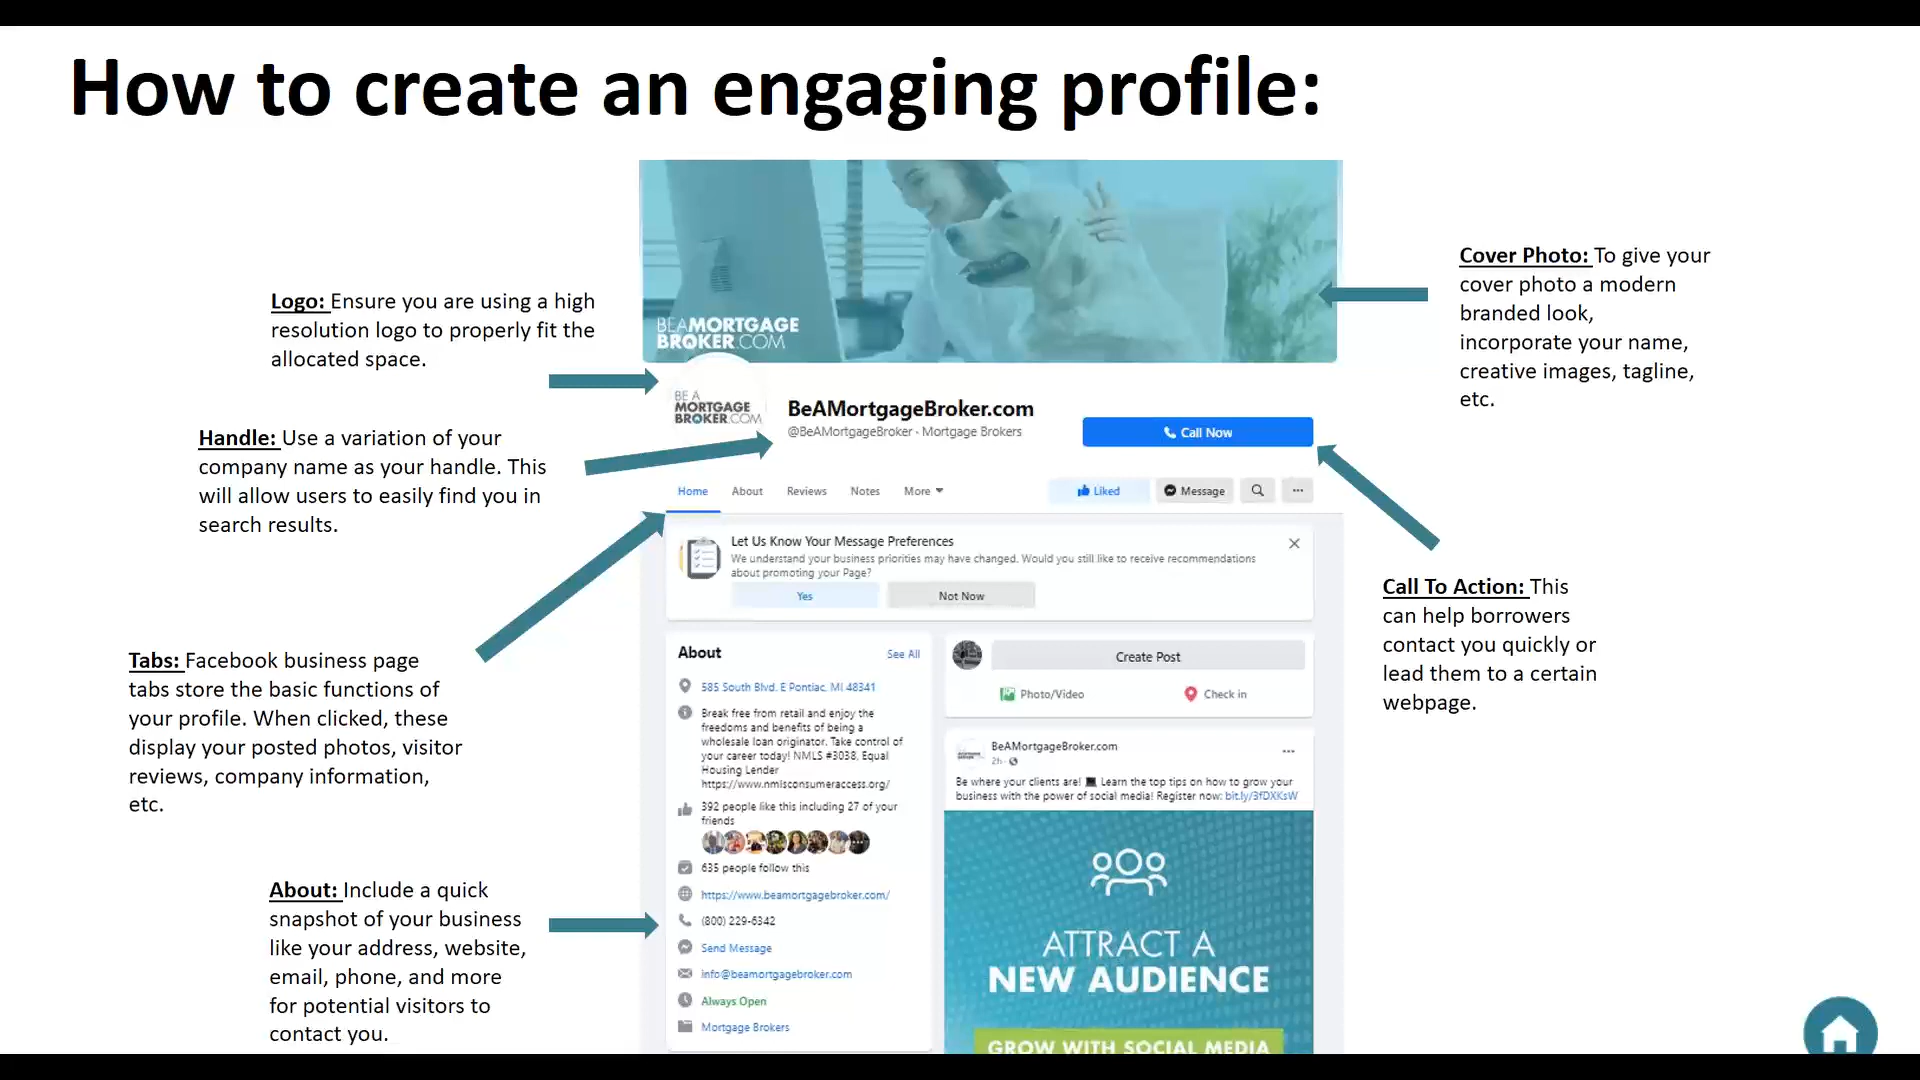 How to create an engaging profile:
Logo: Ensure you are using a high
resolution logo to properly fit the
allocated space.
Handle: Use a variation of your
company name as your handle. This
will allow users to easily find you in
search results.
Tabs: Facebook business page
tabs store the basic functions of
your profile. When clicked, these
display your posted photos, visitor
reviews, company information,
etc.
About: Include a quick
snapshot of your business
like your address, website,
email, phone, and more
for potential visitors to
contact you.
BEAMORTGAGE
BROKER.COM
BE A
MORTGAGE
BROKER.COM
BeAMortgageBroker.com
@BeAMortgageBroker · Mortgage Brokers
Call Now
Home About Reviews Notes More
Liked Message ...
Let Us Know Your Message Preferences
We understand your business priorities may have changed. Would you still like to receive recommendations
about promoting your Page?
Yes Not Now
About See All
585 South Blvd. E Pontiac, MI 48341
Break free from retail and enjoy the
freedoms and benefits of being a
wholesale loan originator. Take control of
your career today! NMLS #3038, Equal
Housing Lender
https://www.nmlsconsumeraccess.org/
392 people like this including 27 of your
friends
635 people follow this
https://www.beamortgagebroker.com/
(800) 229-6342
Send Message
info@beamortgagebroker.com
Always Open
Mortgage Brokers
Create Post
Photo/Video Check in
BeAMortgageBroker.com ...
2h ·
Be where your clients are! Learn the top tips on how to grow your
business with the power of social media! Register now: bit.ly/3fDXKsW
ATTRACT A
NEW AUDIENCE
GROW WITH SOCIAL MEDIA
Cover Photo: To give your
cover photo a modern
branded look,
incorporate your name,
creative images, tagline,
etc.
Call To Action: This
can help borrowers
contact you quickly or
lead them to a certain
webpage.